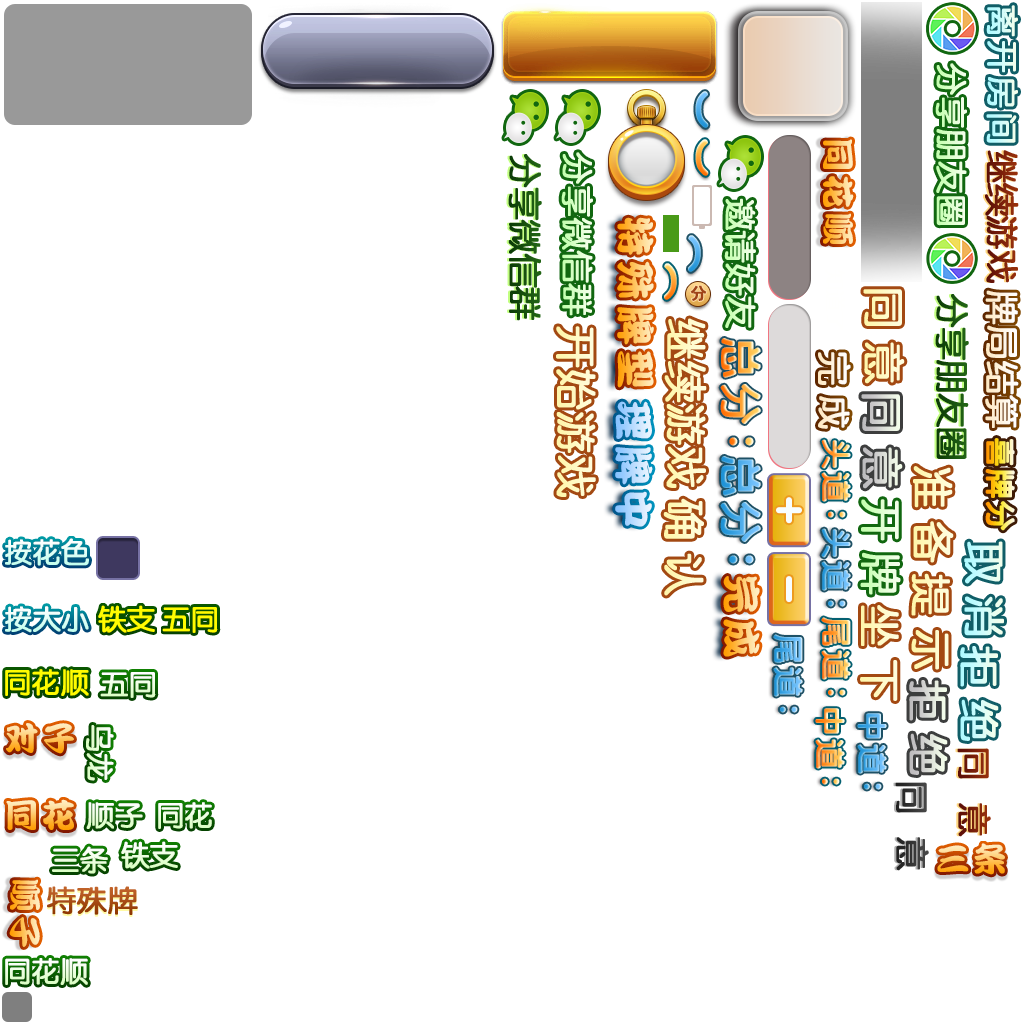 离开房间
继续游戏
牌局结算
喜牌分
取消
拒绝
同意
三条
分享朋友圈
分享朋友圈
准备
提示
拒绝
同意
同意
同意
开牌
坐下
中道：
同花顺
完成
头道：
头道：
尾道：
中道：
尾道：
+
-
邀请好友
总分：
总分：
完成
分
继续游戏
确认
特殊牌型
理牌中
分享微信群
开始游戏
分享微信群
按花色
按大小 铁支 五同
同花顺 五同
对子 乌龙
同花 顺子 同花
三条 铁支
顺子 特殊牌
同花顺